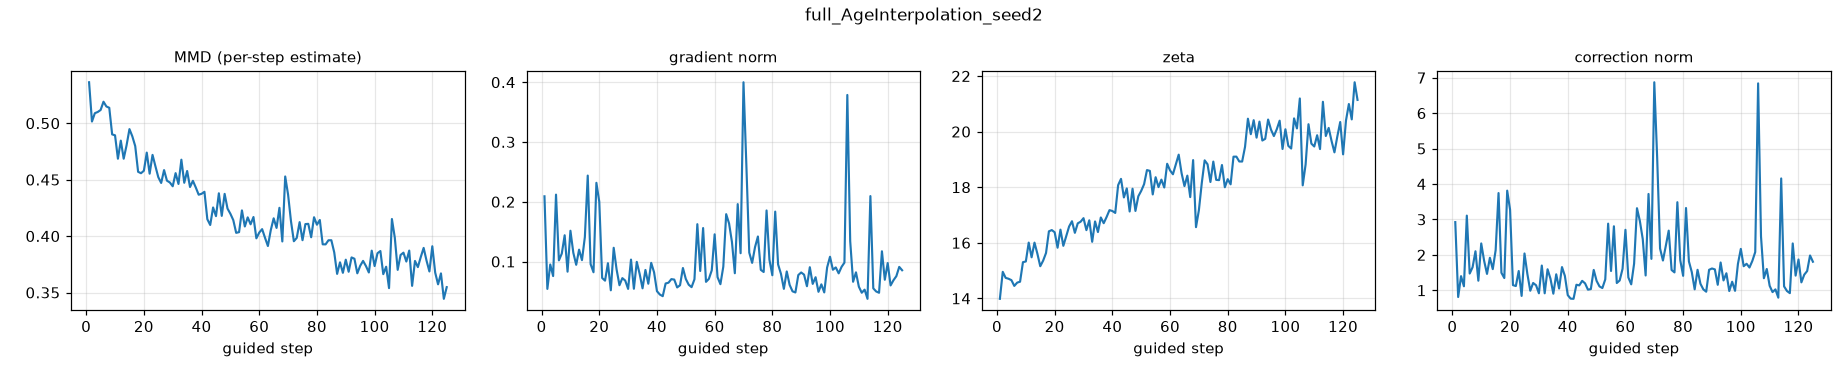 full_AgeInterpolation_seed2
MMD (per-step estimate)
0.50
0.45
0.40
0.35
0 20 40 60 80 100 120
guided step
gradient norm
0.4
0.3
0.2
0.1
0 20 40 60 80 100 120
guided step
zeta
22
20
18
16
14
0 20 40 60 80 100 120
guided step
correction norm
7
6
5
4
3
2
1
0 20 40 60 80 100 120
guided step